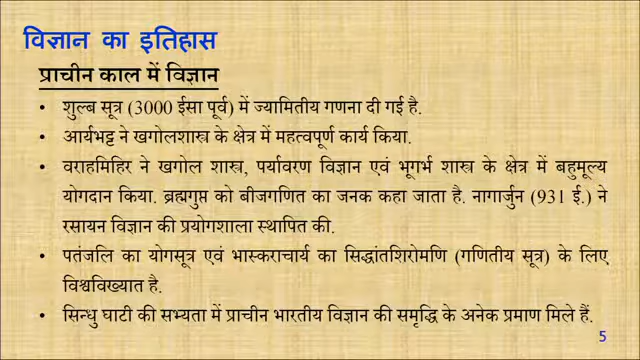 विज्ञान का इतिहास
प्राचीन काल में विज्ञान
• शुल्ब सूत्र (3000 ईसा पूर्व) में ज्यामितीय गणना दी गई है.
• आर्यभट्ट ने खगोलशास्त्र के क्षेत्र में महत्वपूर्ण कार्य किया.
• वराहमिहिर ने खगोल शास्त्र, पर्यावरण विज्ञान एवं भूगर्भ शास्त्र के क्षेत्र में बहुमूल्य
योगदान किया. ब्रह्मगुप्त को बीजगणित का जनक कहा जाता है. नागार्जुन (931 ई.) ने
रसायन विज्ञान की प्रयोगशाला स्थापित की.
• पतंजलि का योगसूत्र एवं भास्कराचार्य का सिद्धांतशिरोमणि (गणितीय सूत्र) के लिए
विश्वविख्यात है.
• सिन्धु घाटी की सभ्यता में प्राचीन भारतीय विज्ञान की समृद्धि के अनेक प्रमाण मिले हैं.
5